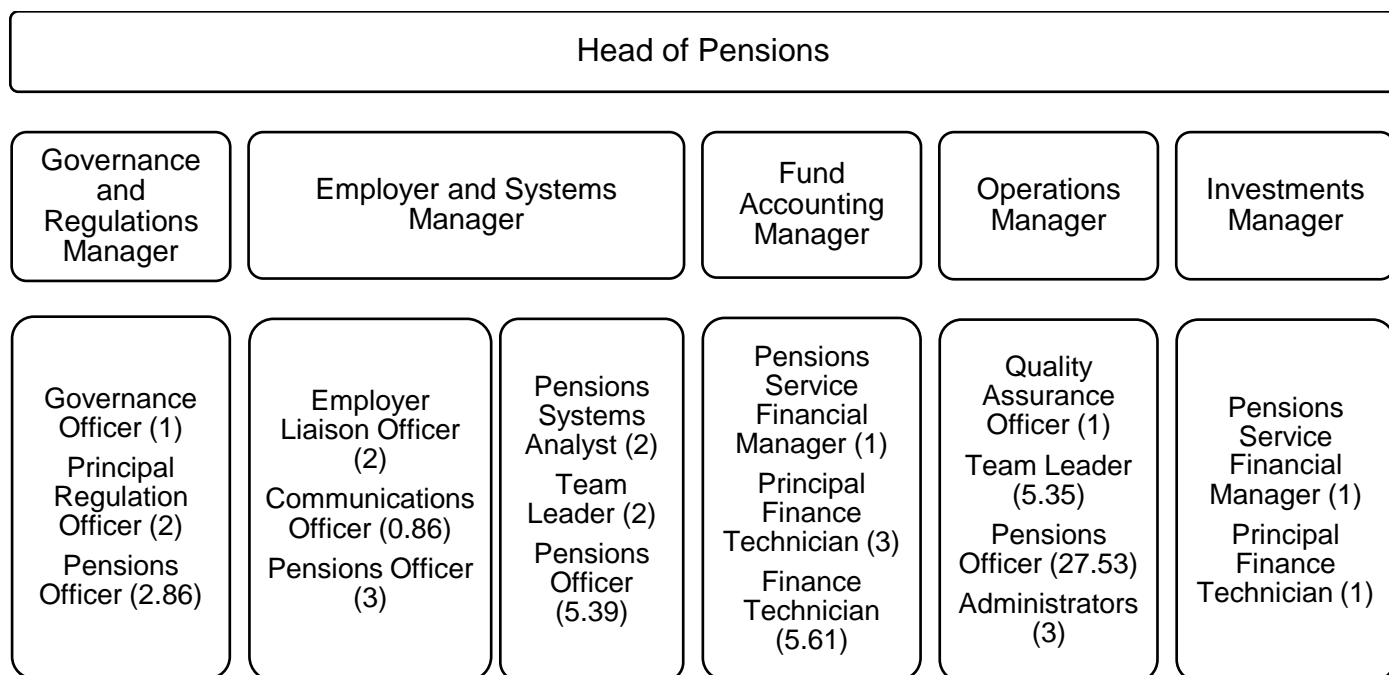 Head of Pensions
Governance
and
Regulations
Manager
Employer and Systems
Manager
Fund
Accounting
Manager
Operations
Manager
Investments
Manager
Governance
Officer (1)
Principal
Regulation
Officer (2)
Pensions
Officer (2.86)
Employer
Liaison Officer
(2)
Communications
Officer (0.86)
Pensions Officer
(3)
Pensions
Systems
Analyst (2)
Team
Leader (2)
Pensions
Officer
(5.39)
Pensions
Service
Financial
Manager (1)
Principal
Finance
Technician (3)
Finance
Technician
(5.61)
Quality
Assurance
Officer (1)
Team Leader
(5.35)
Pensions
Officer (27.53)
Administrators
(3)
Pensions
Service
Financial
Manager (1)
Principal
Finance
Technician (1)